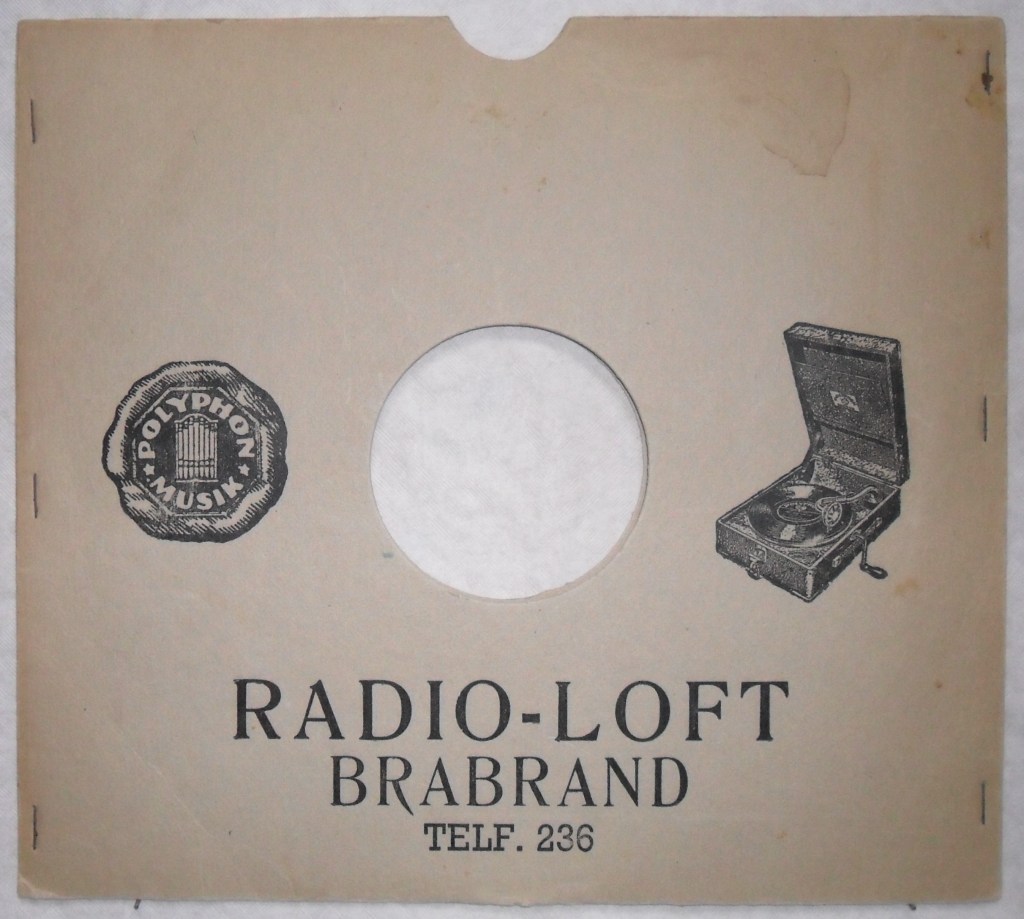 POLYPHON
MUSIK
RADIO-LOFT
BRABRAND
TELF. 236